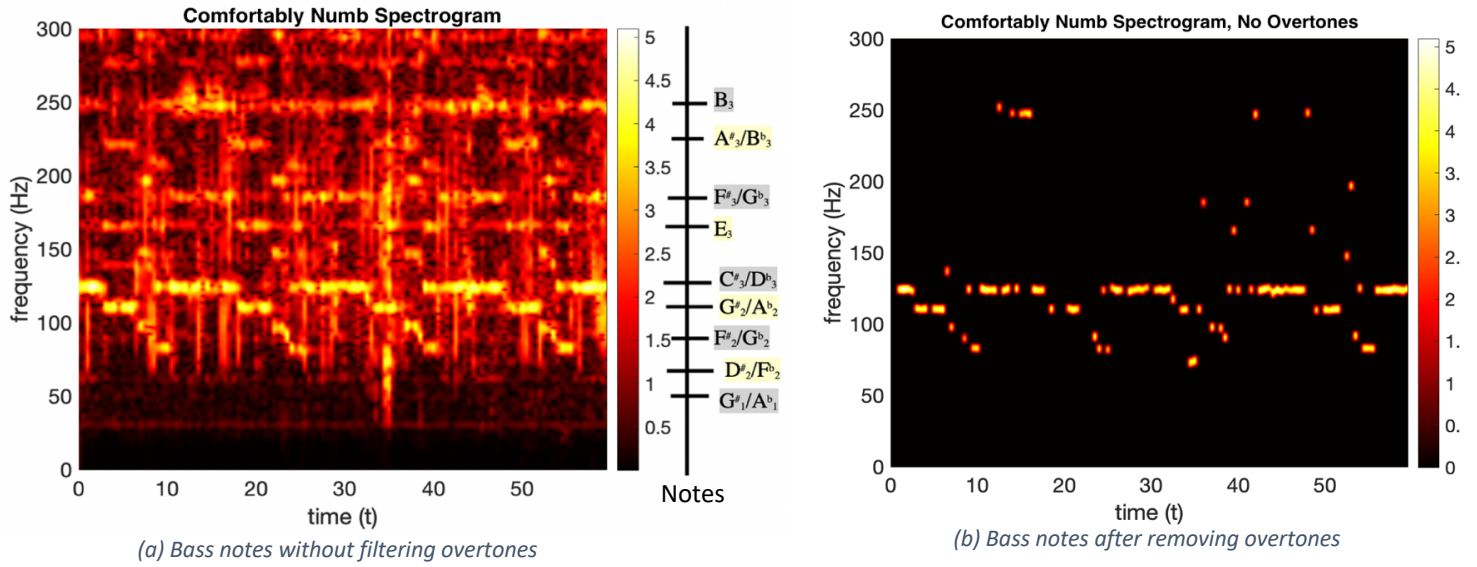 Comfortably Numb Spectrogram
300
250
200
150
100
50
0
frequency (Hz)
0 10 20 30 40 50
time (t)
5
4.5
4
3.5
3
2.5
2
1.5
1
0.5
B3
A#3/Bb3
F#3/Gb3
E3
C#3/Db3
G#2/Ab2
F#2/Gb2
D#2/Fb2
G#1/Ab1
Notes
(a) Bass notes without filtering overtones
Comfortably Numb Spectrogram, No Overtones
300
250
200
150
100
50
0
frequency (Hz)
0 10 20 30 40 50
time (t)
5
4.
4
3.
3
2.
2
1.
1
0.
0
(b) Bass notes after removing overtones